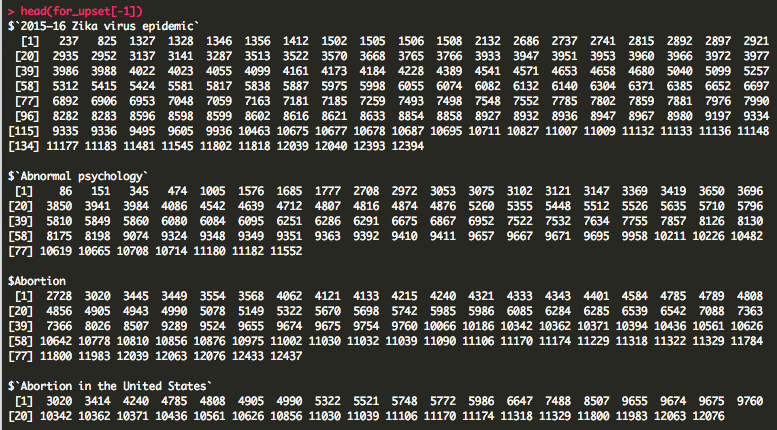 > head(for_upset[-1])
$`2015–16 Zika virus epidemic`
[1] 237 825 1327 1328 1346 1356 1412 1502 1505 1506 1508 2132 2686 2737 2741 2815 2892 2897 2921
[20] 2935 2952 3137 3141 3287 3513 3522 3570 3668 3765 3766 3933 3947 3951 3953 3960 3966 3972 3977
[39] 3986 3988 4022 4023 4055 4099 4161 4173 4184 4228 4389 4541 4571 4653 4658 4680 5040 5099 5257
[58] 5312 5415 5424 5581 5817 5838 5887 5975 5998 6055 6074 6082 6132 6140 6304 6371 6385 6652 6697
[77] 6892 6906 6953 7048 7059 7163 7181 7185 7259 7493 7498 7548 7552 7785 7802 7859 7881 7976 7990
[96] 8282 8283 8596 8598 8599 8602 8616 8621 8633 8854 8858 8927 8932 8936 8947 8967 8980 9197 9334
[115] 9335 9336 9495 9605 9936 10463 10675 10677 10678 10687 10695 10711 10827 11007 11009 11132 11133 11136 11148
[134] 11177 11183 11481 11545 11802 11818 12039 12040 12393 12394
$`Abnormal psychology`
[1] 86 151 345 474 1005 1576 1685 1777 2708 2972 3053 3075 3102 3121 3147 3369 3419 3650 3696
[20] 3850 3941 3984 4086 4542 4639 4712 4807 4816 4874 4876 5260 5355 5448 5512 5526 5635 5710 5796
[39] 5810 5849 5860 6080 6084 6095 6251 6286 6291 6675 6867 6952 7522 7532 7634 7755 7857 8126 8130
[58] 8175 8198 9074 9324 9348 9349 9351 9363 9392 9410 9411 9657 9667 9671 9695 9958 10211 10226 10482
[77] 10619 10665 10708 10714 11180 11182 11552
$Abortion
[1] 2728 3020 3445 3449 3554 3568 4062 4121 4133 4215 4240 4321 4333 4343 4401 4584 4785 4789 4808
[20] 4856 4905 4943 4990 5078 5149 5322 5670 5698 5742 5985 5986 6085 6284 6285 6539 6542 7088 7363
[39] 7366 8026 8507 9289 9524 9655 9674 9675 9754 9760 10066 10186 10342 10362 10371 10394 10436 10561 10626
[58] 10642 10778 10810 10856 10876 10975 11002 11030 11032 11039 11090 11106 11170 11174 11229 11318 11322 11329 11784
[77] 11800 11983 12039 12063 12076 12433 12437
$`Abortion in the United States`
[1] 3020 3414 4240 4785 4808 4905 4990 5322 5521 5748 5772 5986 6647 7488 8507 9655 9674 9675 9760
[20] 10342 10362 10371 10436 10561 10626 10856 11030 11039 11106 11170 11174 11318 11329 11800 11983 12063 12076